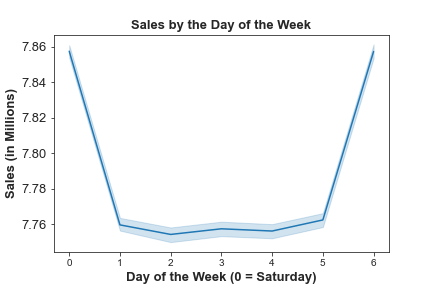 Sales by the Day of the Week
7.86
7.84
7.82
7.80
7.78
7.76
Sales (in Millions)
0 1 2 3 4 5 6
Day of the Week (0 = Saturday)